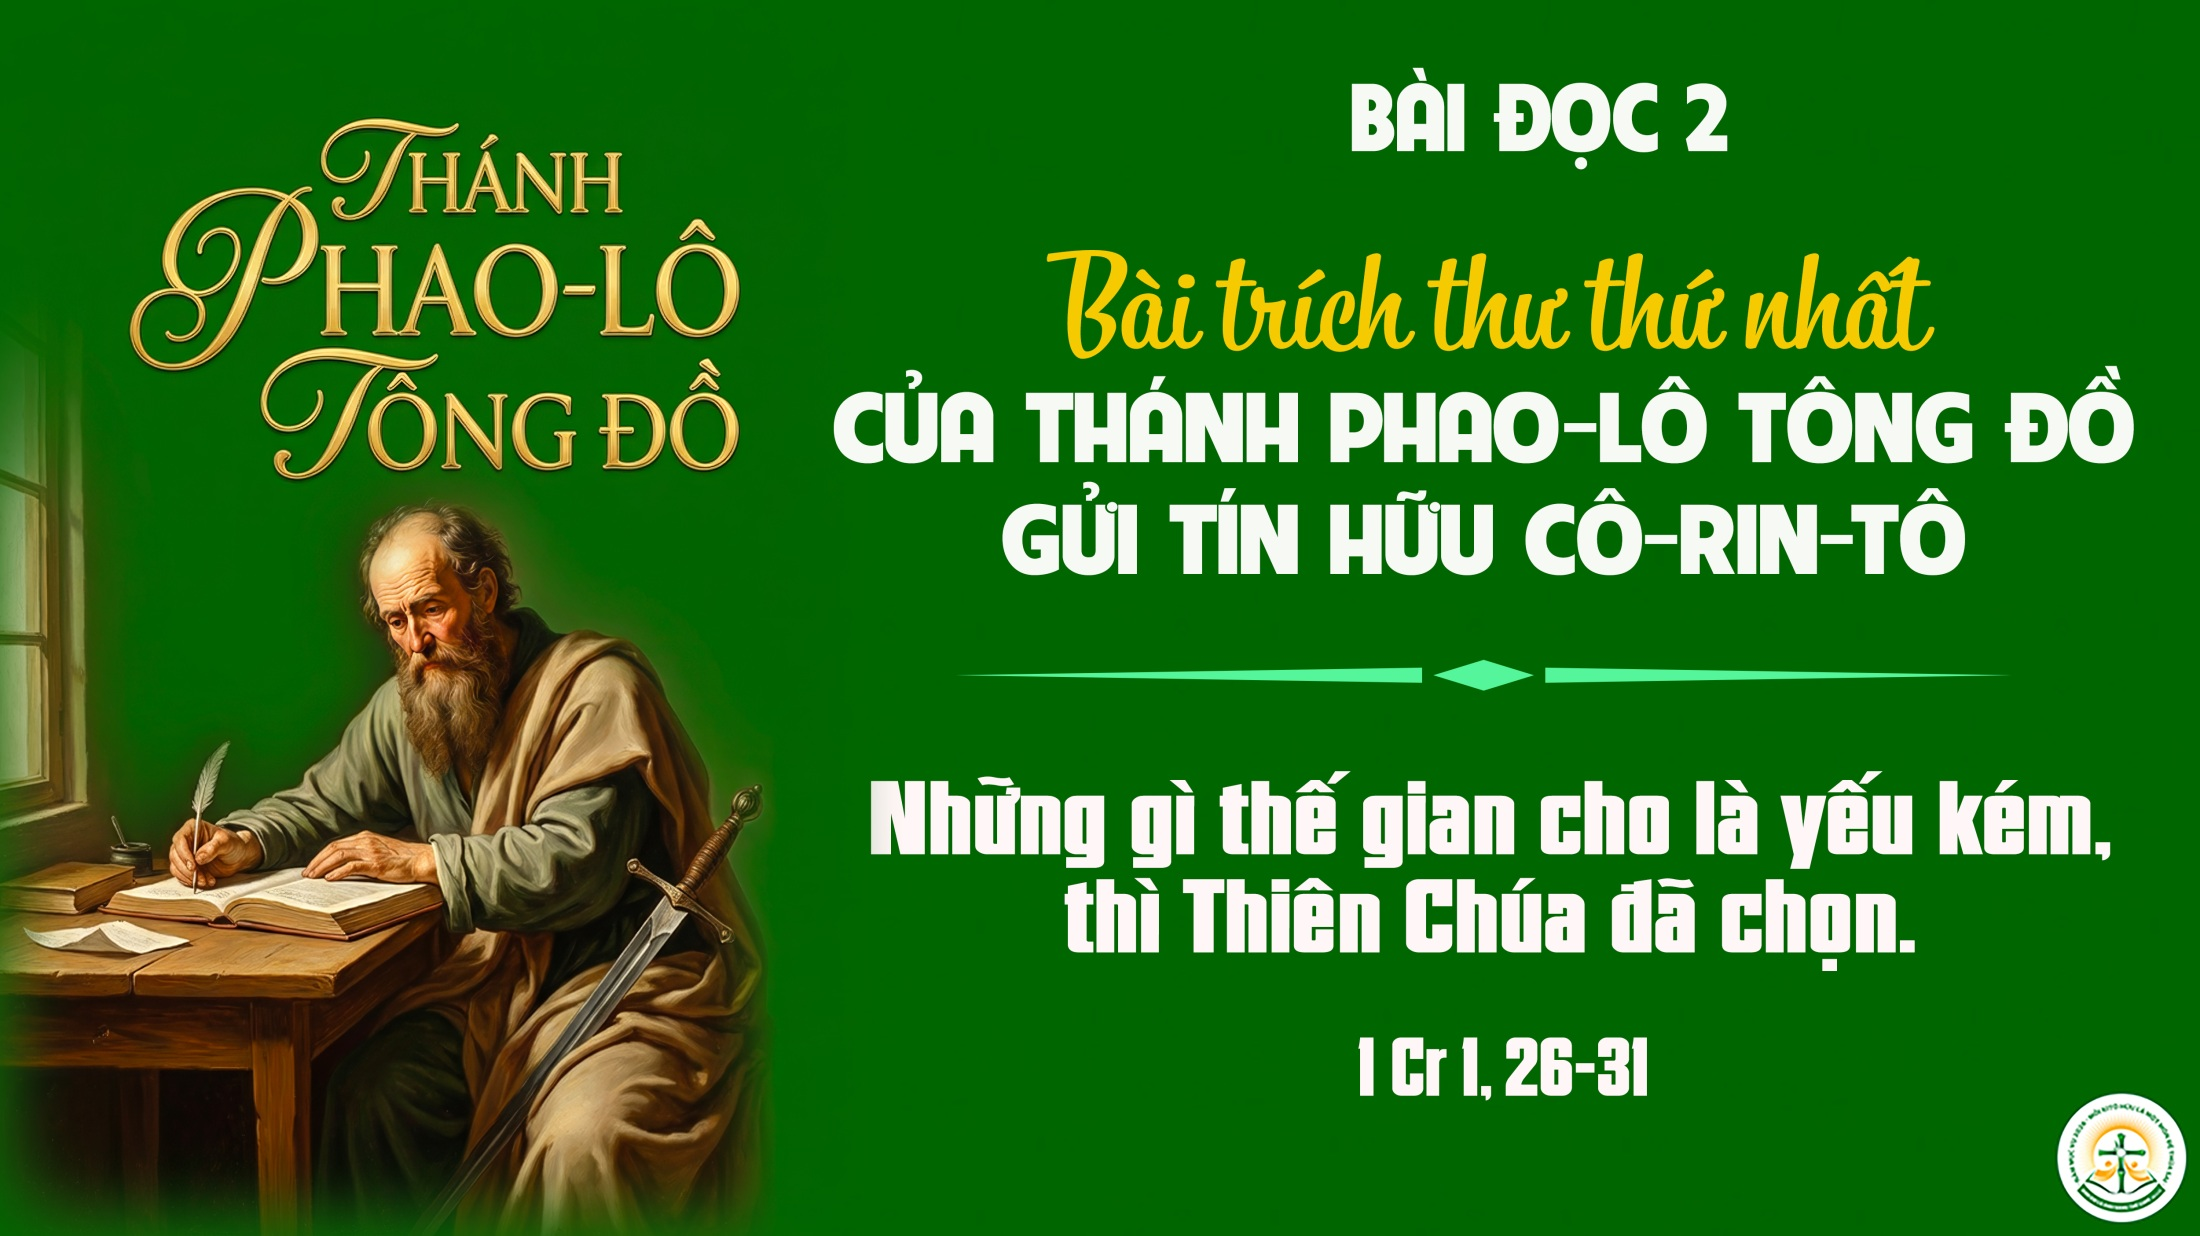 THÁNH
PHAO-LÔ
TÔNG ĐỒ
BÀI ĐỌC 2
Bài trích thư thứ nhất
CỦA THÁNH PHAO-LÔ TÔNG ĐỒ
GỬI TÍN HỮU CÔ-RIN-TÔ
Những gì thế gian cho là yếu kém,
thì Thiên Chúa đã chọn.
1 Cr 1, 26-31